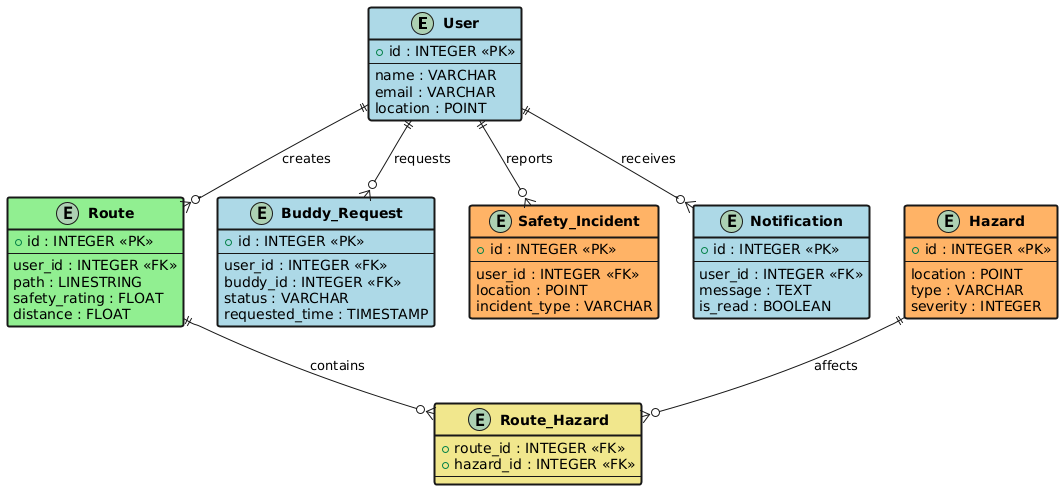 E User
id : INTEGER «PK»
name : VARCHAR
email : VARCHAR
location : POINT
creates
requests
reports
receives
E Route
id : INTEGER «PK»
user_id : INTEGER «FK»
path : LINESTRING
safety_rating : FLOAT
distance : FLOAT
E Buddy_Request
id : INTEGER «PK»
user_id : INTEGER «FK»
buddy_id : INTEGER «FK»
status : VARCHAR
requested_time : TIMESTAMP
E Safety_Incident
id : INTEGER «PK»
user_id : INTEGER «FK»
location : POINT
incident_type : VARCHAR
E Notification
id : INTEGER «PK»
user_id : INTEGER «FK»
message : TEXT
is_read : BOOLEAN
E Hazard
id : INTEGER «PK»
location : POINT
type : VARCHAR
severity : INTEGER
contains
affects
E Route_Hazard
route_id : INTEGER «FK»
hazard_id : INTEGER «FK»